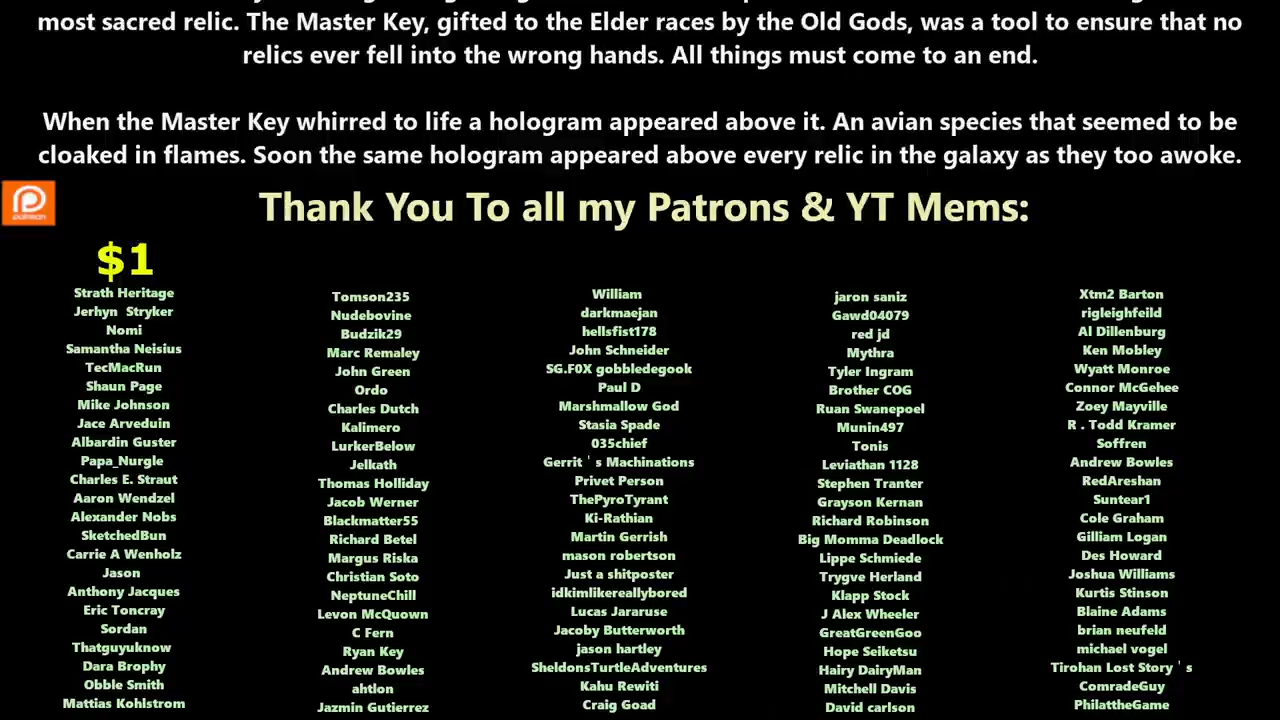 most sacred relic. The Master Key, gifted to the Elder races by the Old Gods, was a tool to ensure that no
relics ever fell into the wrong hands. All things must come to an end.
When the Master Key whirred to life a hologram appeared above it. An avian species that seemed to be
cloaked in flames. Soon the same hologram appeared above every relic in the galaxy as they too awoke.
patreon
Thank You To all my Patrons & YT Mems:
$1
Strath Heritage
Jerhyn Stryker
Nomi
Samantha Neisius
TecMacRun
Shaun Page
Mike Johnson
Jace Arveduin
Albardin Guster
Papa_Nurgle
Charles E. Straut
Aaron Wendzel
Alexander Nobs
SketchedBun
Carrie A Wenholz
Jason
Anthony Jacques
Eric Toncray
Sordan
Thatguyuknow
Dara Brophy
Obble Smith
Mattias Kohlstrom
Tomson235
Nudebovine
Budzik29
Marc Remaley
John Green
Ordo
Charles Dutch
Kalimero
LurkerBelow
Jelkath
Thomas Holliday
Jacob Werner
Blackmatter55
Richard Betel
Margus Riska
Christian Soto
NeptuneChill
Levon McQuown
C Fern
Ryan Key
Andrew Bowles
ahtlon
Jazmin Gutierrez
William
darkmaejan
hellsfist178
John Schneider
SG.F0X gobbledegook
Paul D
Marshmallow God
Stasia Spade
035chief
Gerrit ' s Machinations
Privet Person
ThePyroTyrant
Ki-Rathian
Martin Gerrish
mason robertson
Just a shitposter
idkimlikereallybored
Lucas Jararuse
Jacoby Butterworth
jason hartley
SheldonsTurtleAdventures
Kahu Rewiti
Craig Goad
jaron saniz
Gawd04079
red jd
Mythra
Tyler Ingram
Brother COG
Ruan Swanepoel
Munin497
Tonis
Leviathan 1128
Stephen Tranter
Grayson Kernan
Richard Robinson
Big Momma Deadlock
Lippe Schmiede
Trygve Herland
Klapp Stock
J Alex Wheeler
GreatGreenGoo
Hope Seiketsu
Hairy DairyMan
Mitchell Davis
David carlson
Xtm2 Barton
rigleighfeild
Al Dillenburg
Ken Mobley
Wyatt Monroe
Connor McGehee
Zoey Mayville
R . Todd Kramer
Soffren
Andrew Bowles
RedAreshan
Suntear1
Cole Graham
Gilliam Logan
Des Howard
Joshua Williams
Kurtis Stinson
Blaine Adams
brian neufeld
michael vogel
Tirohan Lost Story ' s
ComradeGuy
PhilattheGame